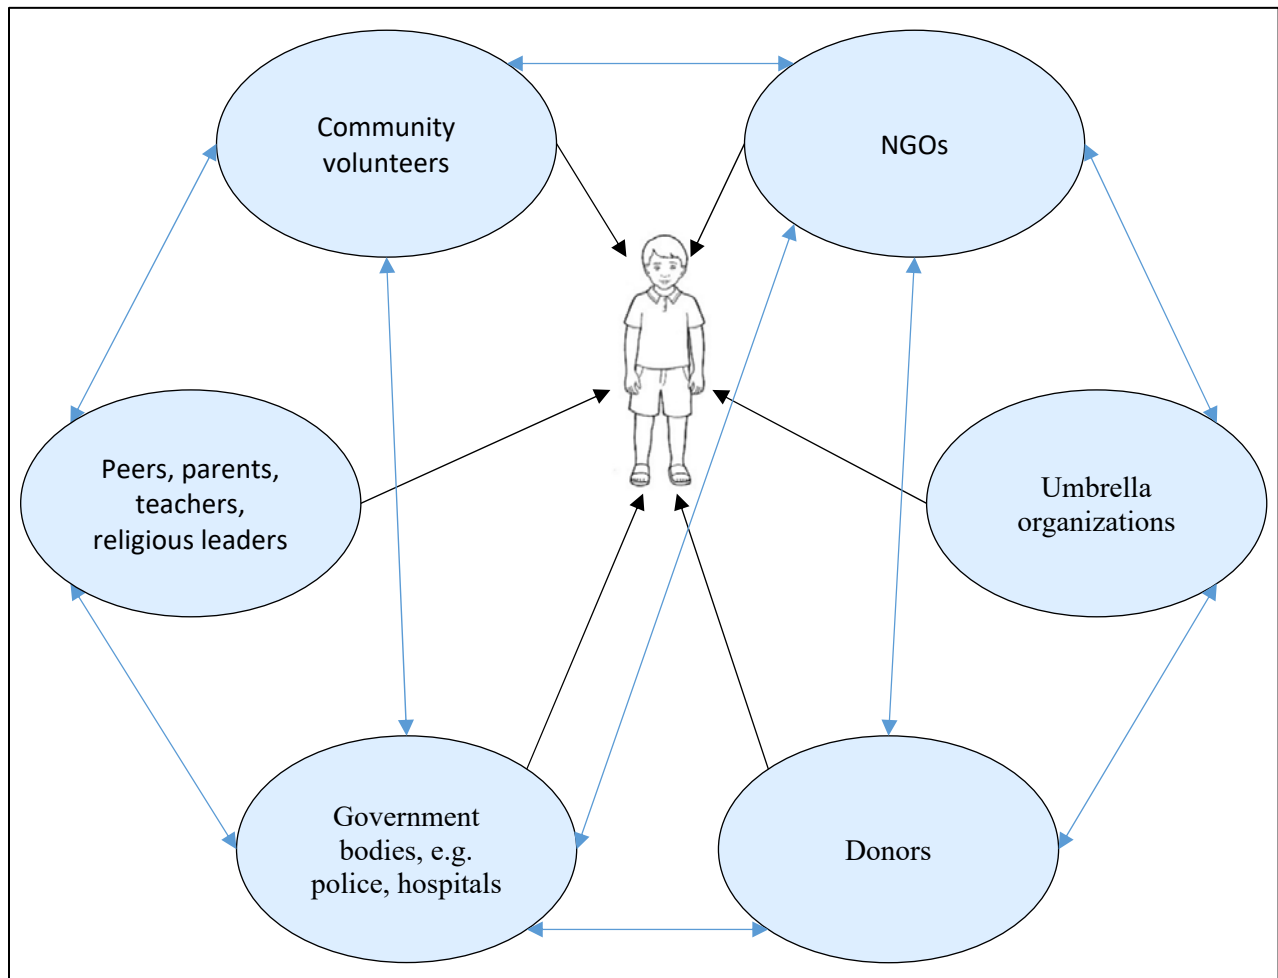 Community
volunteers
NGOs
Peers, parents,
teachers,
religious leaders
Umbrella
organizations
Government
bodies, e.g.
police, hospitals
Donors